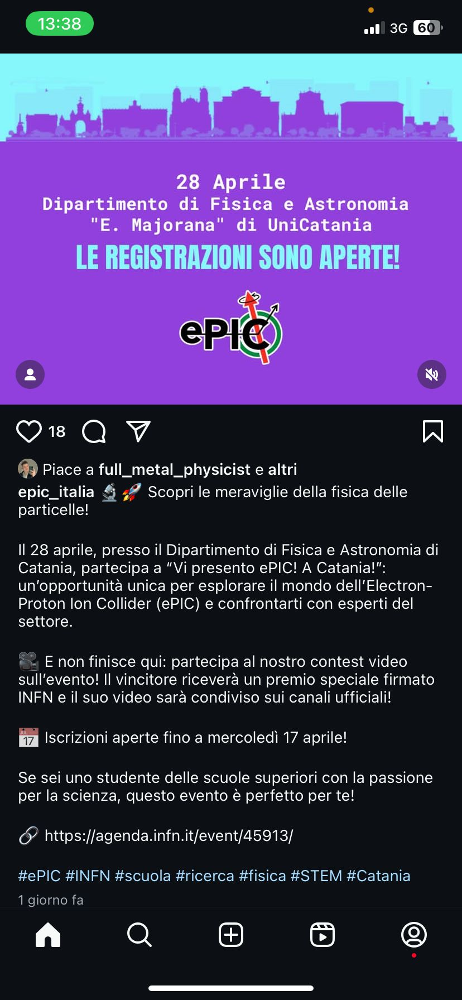 13:38
3G 60
28 Aprile
Dipartimento di Fisica e Astronomia
"E. Majorana" di UniCatania
LE REGISTRAZIONI SONO APERTE!
ePIC
18
Piace a full_metal_physicist e altri
epic_italia 🔬🚀 Scopri le meraviglie della fisica delle
particelle!
Il 28 aprile, presso il Dipartimento di Fisica e Astronomia di
Catania, partecipa a “Vi presento ePIC! A Catania!”:
un’opportunità unica per esplorare il mondo dell’Electron-
Proton Ion Collider (ePIC) e confrontarti con esperti del
settore.
🎥 E non finisce qui: partecipa al nostro contest video
sull’evento! Il vincitore riceverà un premio speciale firmato
INFN e il suo video sarà condiviso sui canali ufficiali!
📅 Iscrizioni aperte fino a mercoledì 17 aprile!
Se sei uno studente delle scuole superiori con la passione
per la scienza, questo evento è perfetto per te!
🔗 https://agenda.infn.it/event/45913/
#ePIC #INFN #scuola #ricerca #fisica #STEM #Catania
1 giorno fa